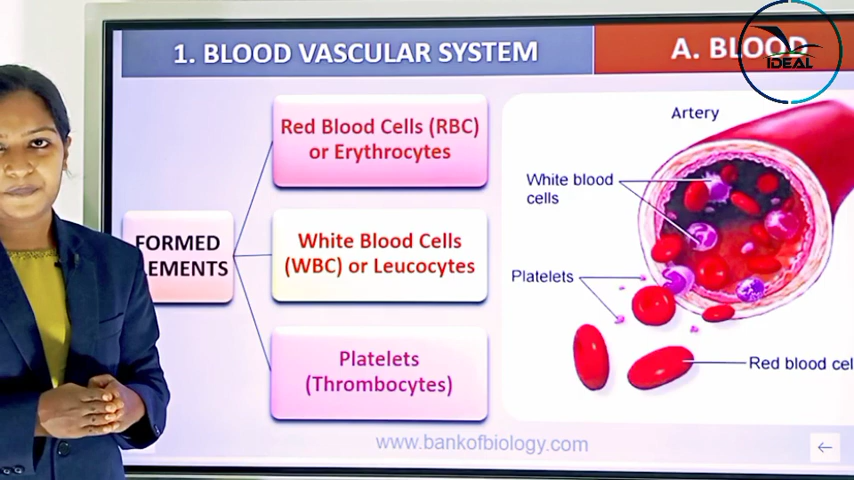 1. BLOOD VASCULAR SYSTEM
A. BLOOD
IDEAL
Red Blood Cells (RBC)
or Erythrocytes
FORMED
LEMENTS
White Blood Cells
(WBC) or Leucocytes
Platelets
(Thrombocytes)
Artery
White blood
cells
Platelets
Red blood cel
www.bankofbiology.com